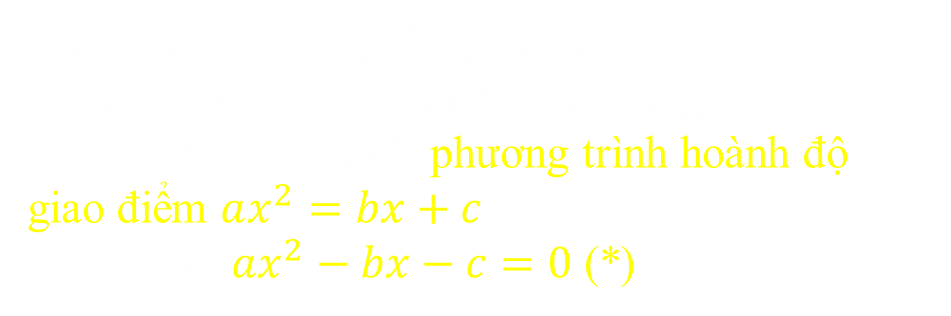 phương trình hoành độ
giao điểm ax² = bx + c
ax² − bx − c = 0 (*)